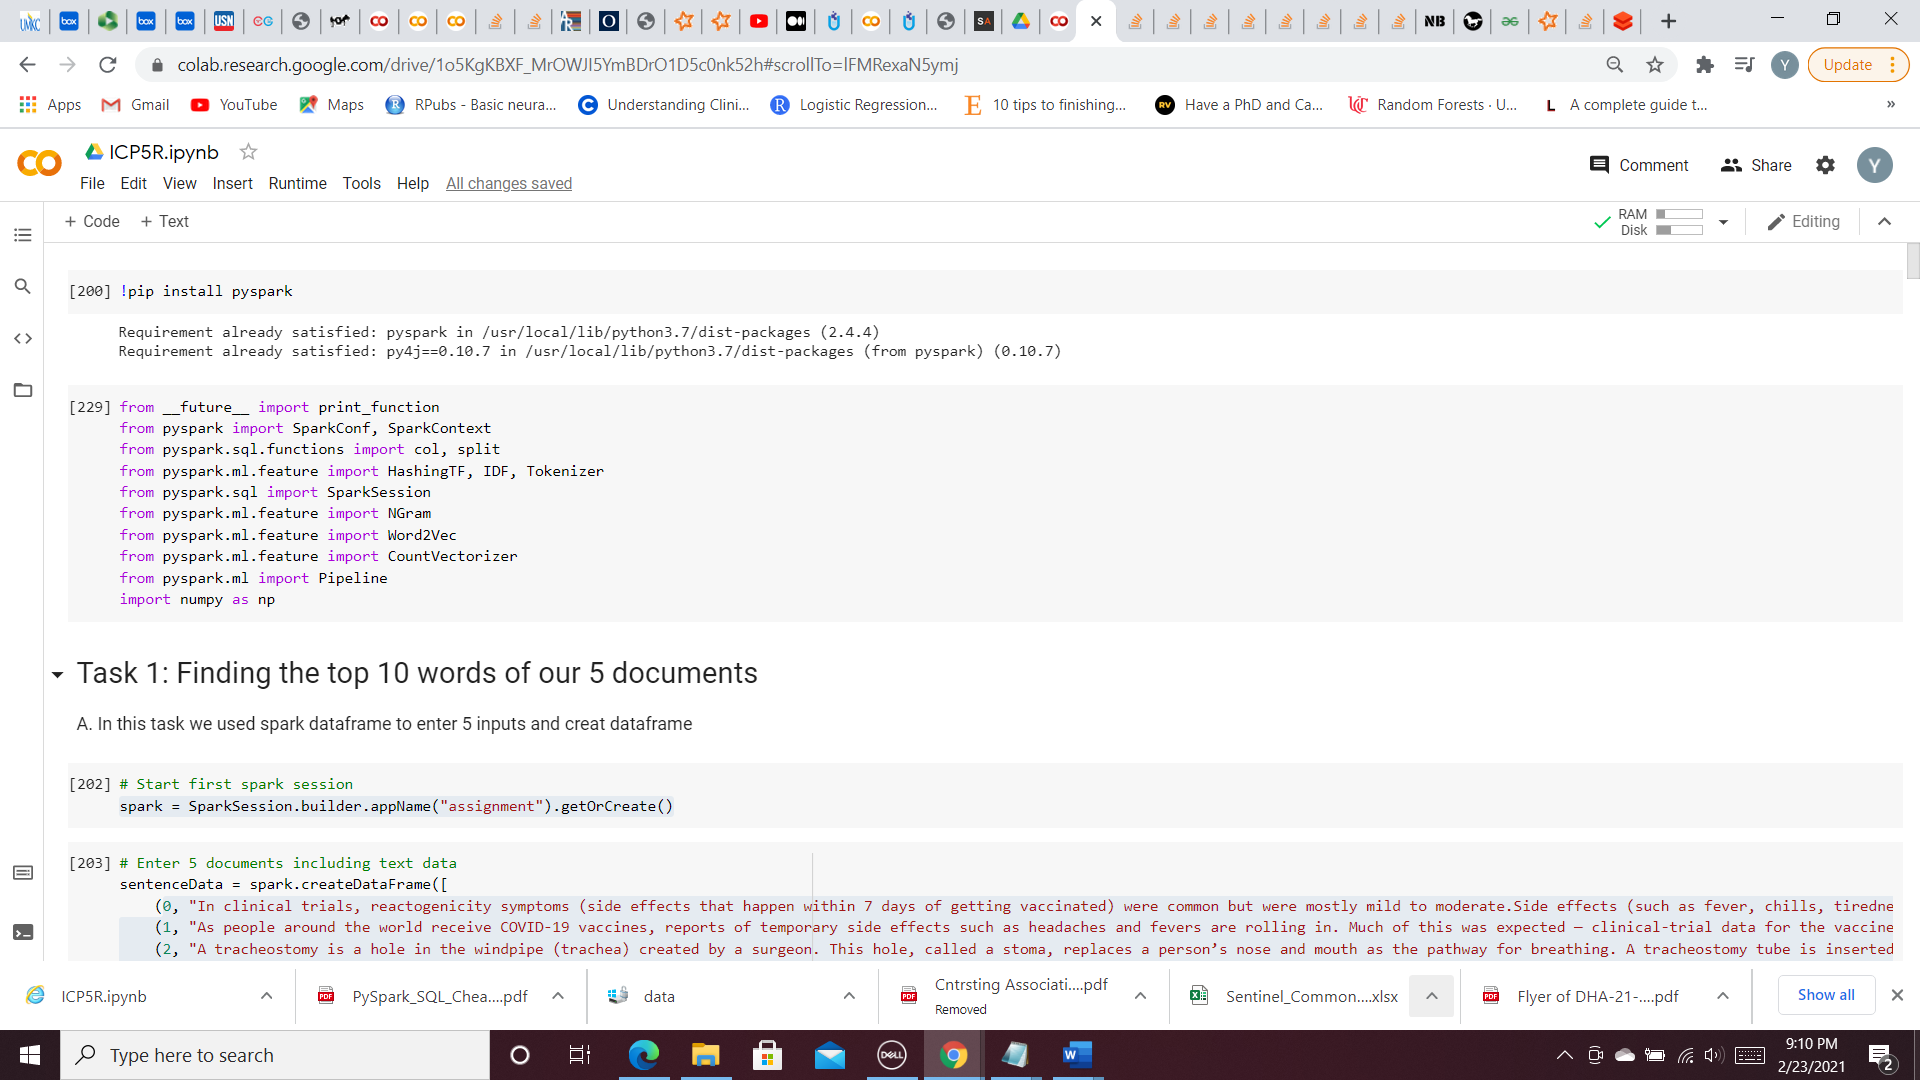 colab.research.google.com/drive/1o5KgKBXF_MrOWJI5YmBDrO1D5c0nk52h#scrollTo=lFMRexaN5ymj
Y
Update
Apps
Gmail
YouTube
Maps
RPubs - Basic neura...
Understanding Clini...
Logistic Regression...
10 tips to finishing...
Have a PhD and Ca...
Random Forests · U...
A complete guide t...
»
ICP5R.ipynb
Comment
Share
Y
File Edit View Insert Runtime Tools Help All changes saved
+ Code + Text
RAM
Disk
Editing
[200] !pip install pyspark
Requirement already satisfied: pyspark in /usr/local/lib/python3.7/dist-packages (2.4.4)
Requirement already satisfied: py4j==0.10.7 in /usr/local/lib/python3.7/dist-packages (from pyspark) (0.10.7)
[229] from __future__ import print_function
from pyspark import SparkConf, SparkContext
from pyspark.sql.functions import col, split
from pyspark.ml.feature import HashingTF, IDF, Tokenizer
from pyspark.sql import SparkSession
from pyspark.ml.feature import NGram
from pyspark.ml.feature import Word2Vec
from pyspark.ml.feature import CountVectorizer
from pyspark.ml import Pipeline
import numpy as np
Task 1: Finding the top 10 words of our 5 documents
A. In this task we used spark dataframe to enter 5 inputs and creat dataframe
[202] # Start first spark session
spark = SparkSession.builder.appName("assignment").getOrCreate()
[203] # Enter 5 documents including text data
sentenceData = spark.createDataFrame([
(0, "In clinical trials, reactogenicity symptoms (side effects that happen within 7 days of getting vaccinated) were common but were mostly mild to moderate.Side effects (such as fever, chills, tiredne
(1, "As people around the world receive COVID-19 vaccines, reports of temporary side effects such as headaches and fevers are rolling in. Much of this was expected — clinical-trial data for the vaccine
(2, "A tracheostomy is a hole in the windpipe (trachea) created by a surgeon. This hole, called a stoma, replaces a person’s nose and mouth as the pathway for breathing. A tracheostomy tube is inserted
ICP5R.ipynb
PySpark_SQL_Chea....pdf
data
Cntrsting Associati....pdf
Removed
Sentinel_Common....xlsx
Flyer of DHA-21-....pdf
Show all
Type here to search
9:10 PM
2/23/2021
2